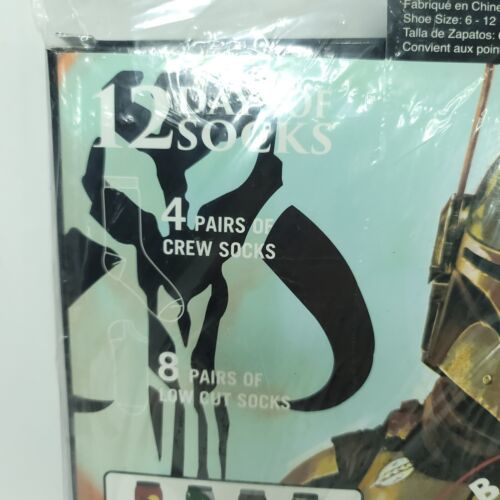 Fabriqué en Chine
Shoe Size: 6 - 12
Talla de Zapatos:
Convient aux
12 DAYS OF
SOCKS
4 PAIRS OF
CREW SOCKS
8 PAIRS OF
LOW CUT SOCKS
B